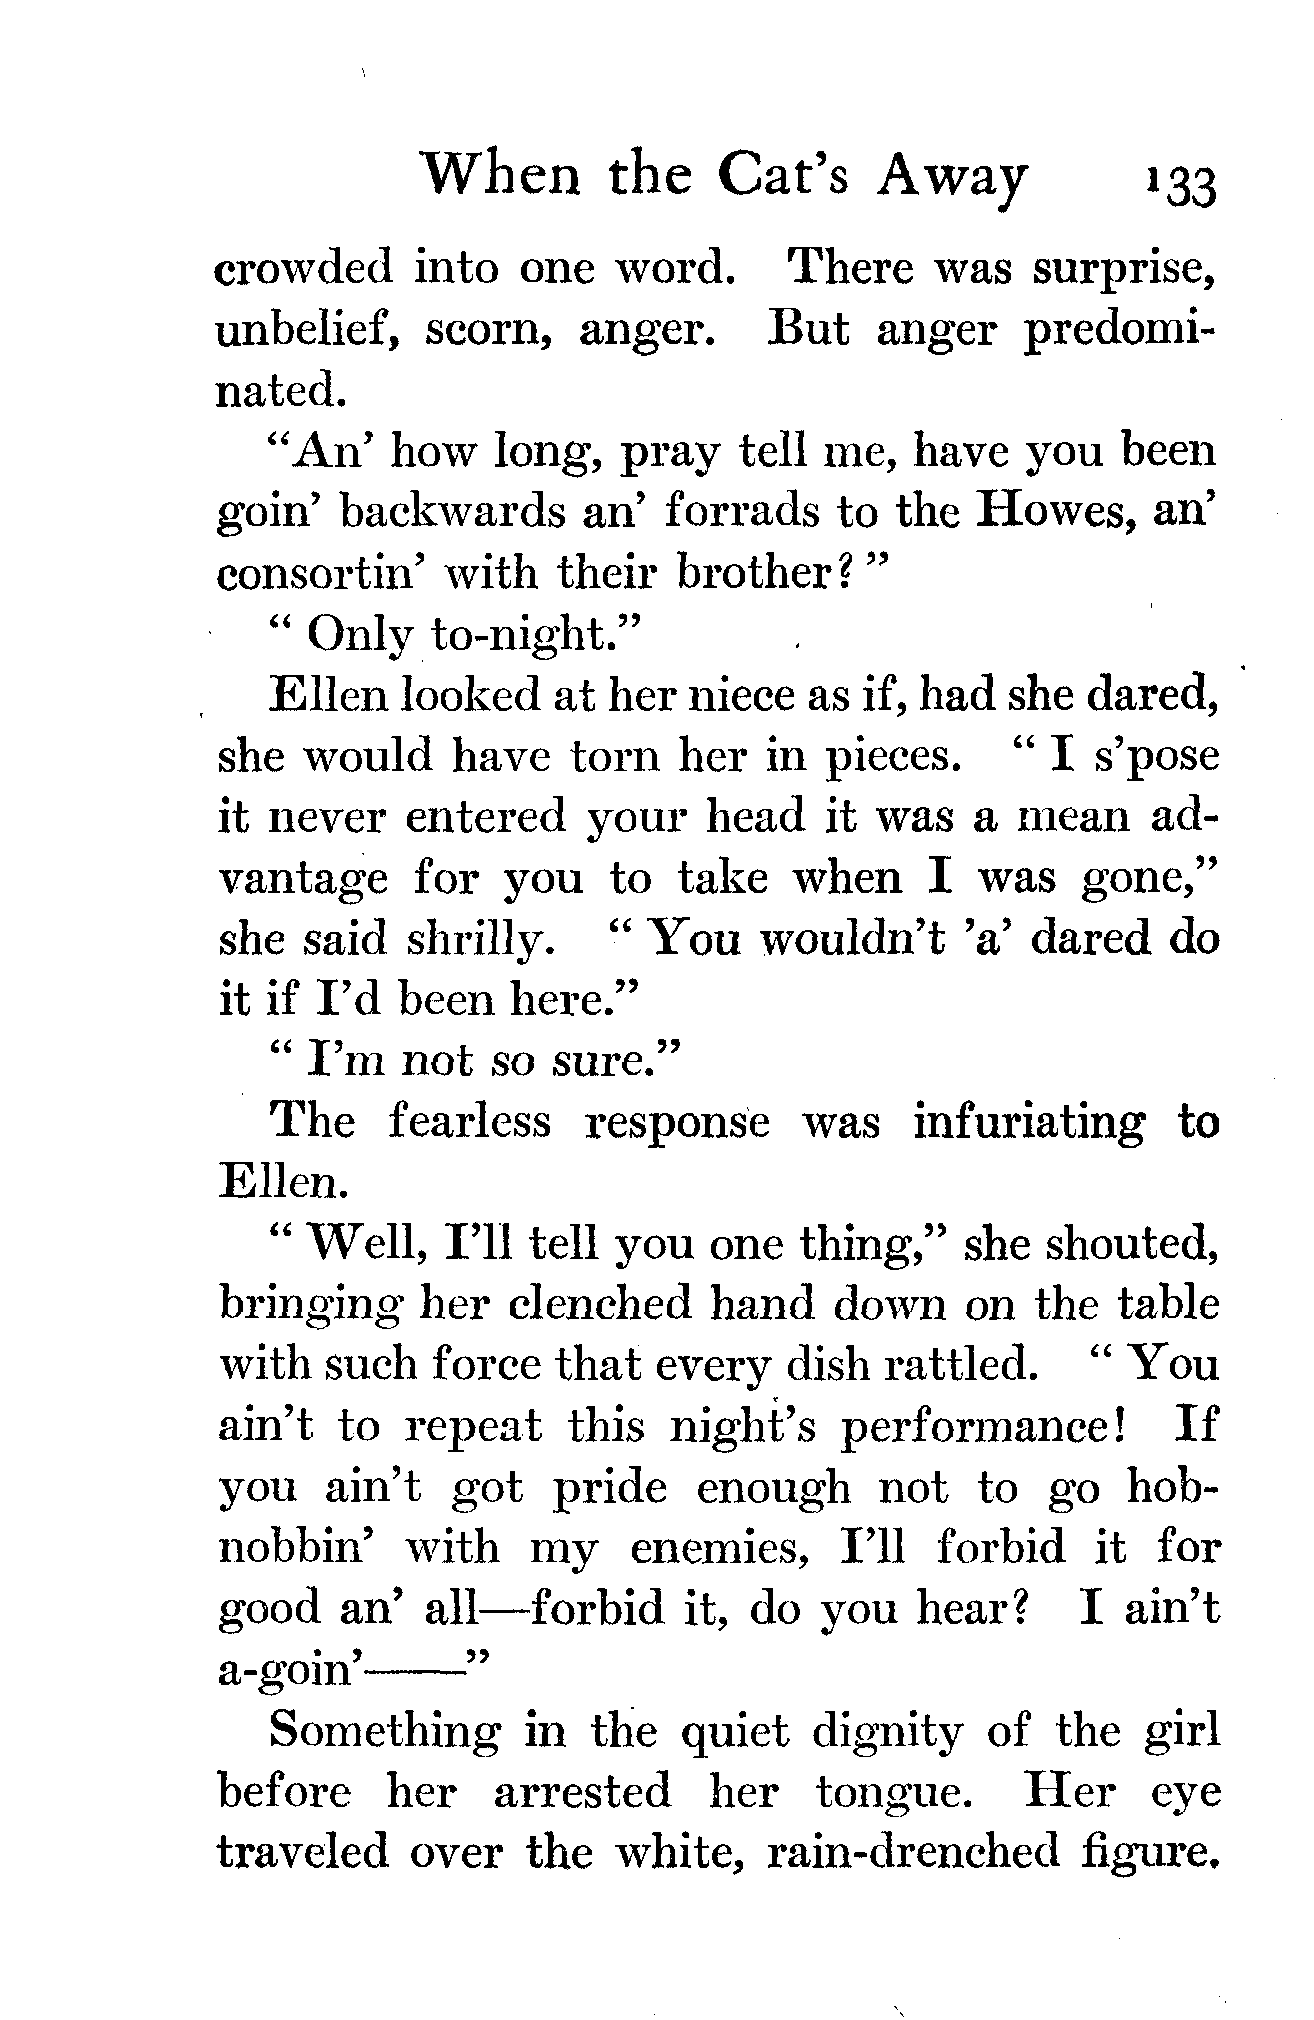 When the Cat's Away 133
crowded into one word. There was surprise,
unbelief, scorn, anger. But anger predomi-
nated.
"An' how long, pray tell me, have you been
goin' backwards an' forrads to the Howes, an'
consortin' with their brother?"
"Only to-night."
Ellen looked at her niece as if, had she dared,
she would have torn her in pieces. "I s'pose
it never entered your head it was a mean ad-
vantage for you to take when I was gone,"
she said shrilly. "You wouldn't 'a' dared do
it if I'd been here."
"I'm not so sure."
The fearless response was infuriating to
Ellen.
"Well, I'll tell you one thing," she shouted,
bringing her clenched hand down on the table
with such force that every dish rattled. "You
ain't to repeat this night's performance! If
you ain't got pride enough not to go hob-
nobbin' with my enemies, I'll forbid it for
good an' all—forbid it, do you hear? I ain't
a-goin'——"
Something in the quiet dignity of the girl
before her arrested her tongue. Her eye
traveled over the white, rain-drenched figure.